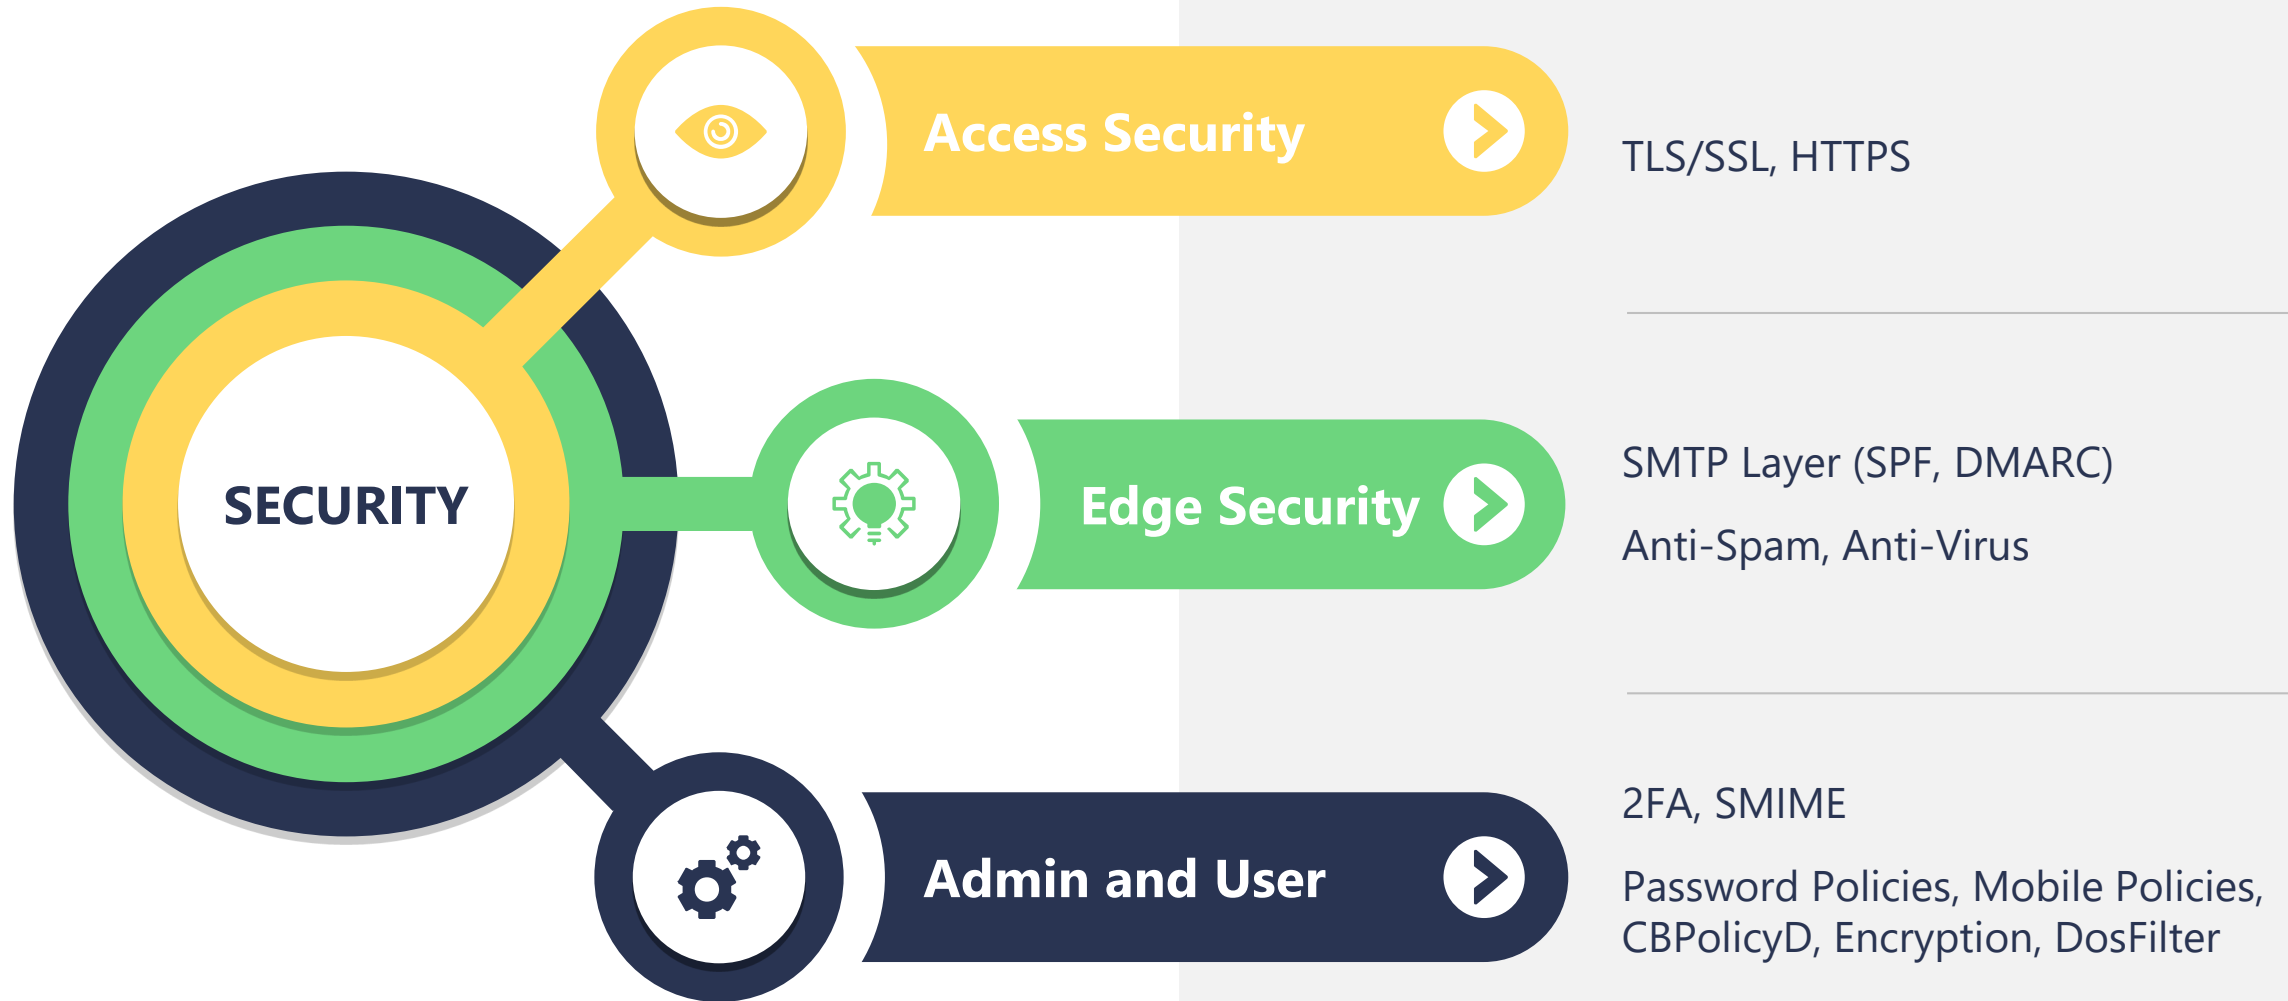 SECURITY
Access Security
TLS/SSL, HTTPS
Edge Security
SMTP Layer (SPF, DMARC)
Anti-Spam, Anti-Virus
Admin and User
2FA, SMIME
Password Policies, Mobile Policies,
CBPolicyD, Encryption, DosFilter